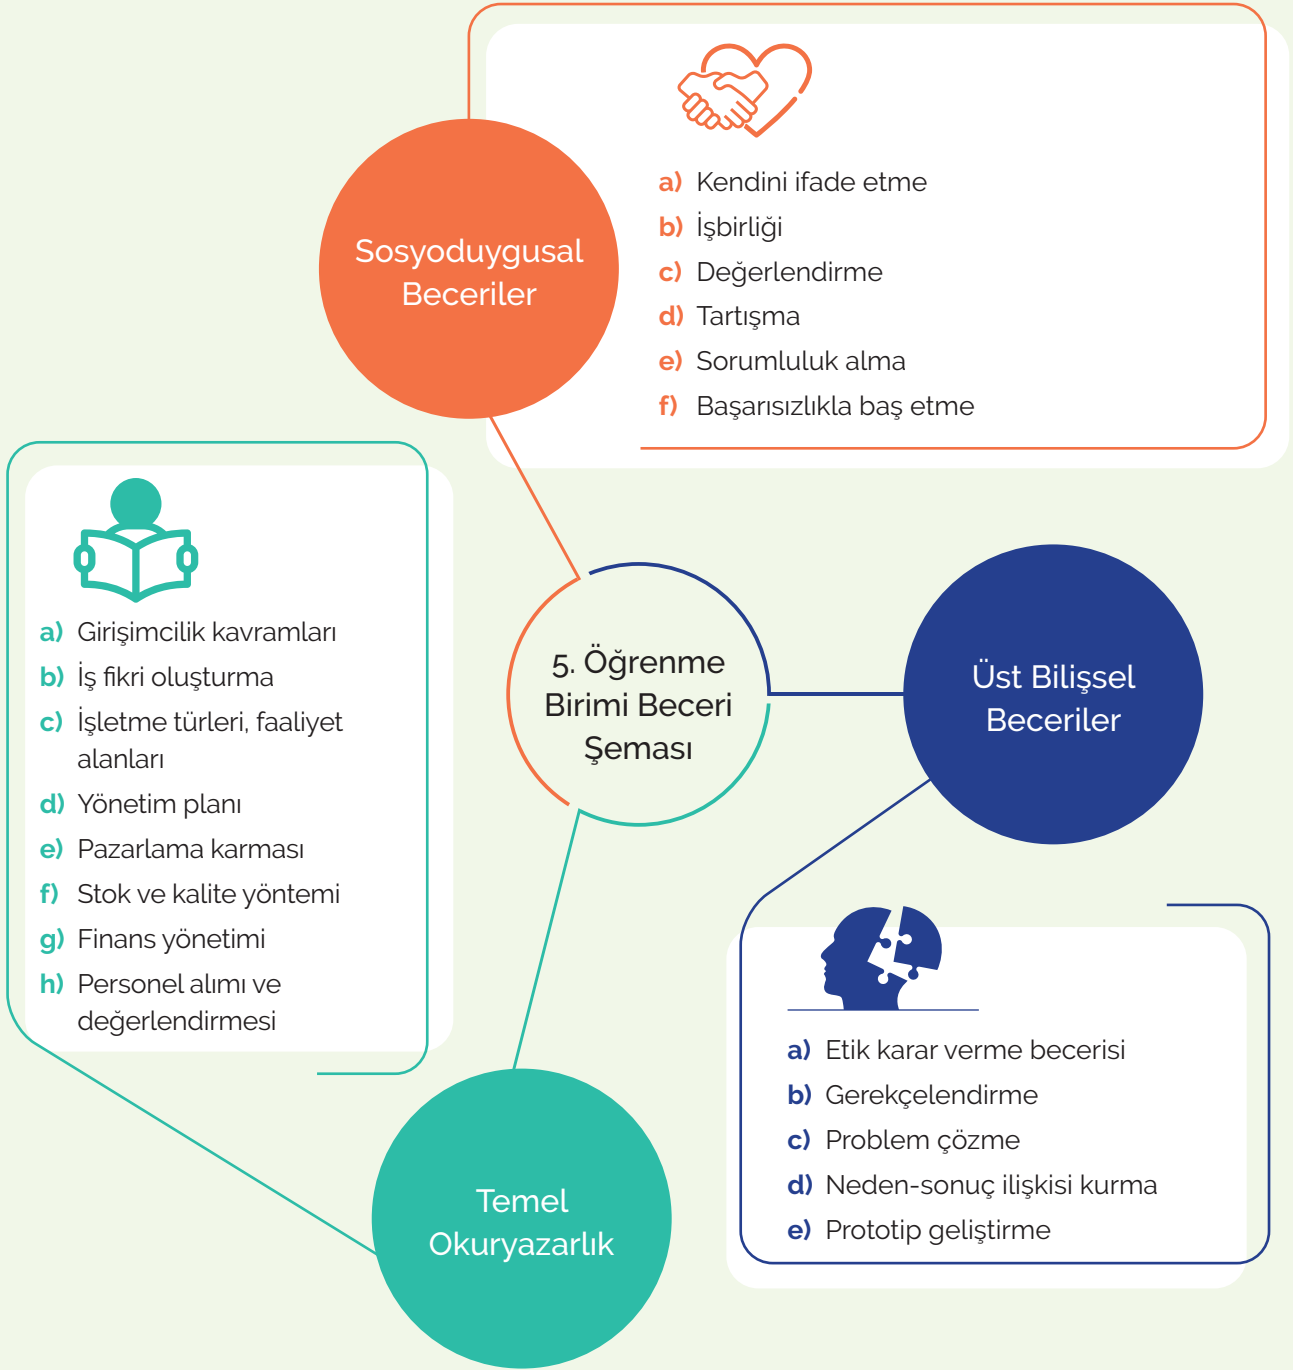 Sosyoduygusal
Beceriler
a) Kendini ifade etme
b) İşbirliği
c) Değerlendirme
d) Tartışma
e) Sorumluluk alma
f) Başarısızlıkla baş etme
a) Girişimcilik kavramları
b) İş fikri oluşturma
c) İşletme türleri, faaliyet
alanları
d) Yönetim planı
e) Pazarlama karması
f) Stok ve kalite yöntemi
g) Finans yönetimi
h) Personel alımı ve
değerlendirmesi
5. Öğrenme
Birimi Beceri
Şeması
Üst Bilişsel
Beceriler
a) Etik karar verme becerisi
b) Gerekçelendirme
c) Problem çözme
d) Neden-sonuç ilişkisi kurma
e) Prototip geliştirme
Temel
Okuryazarlık